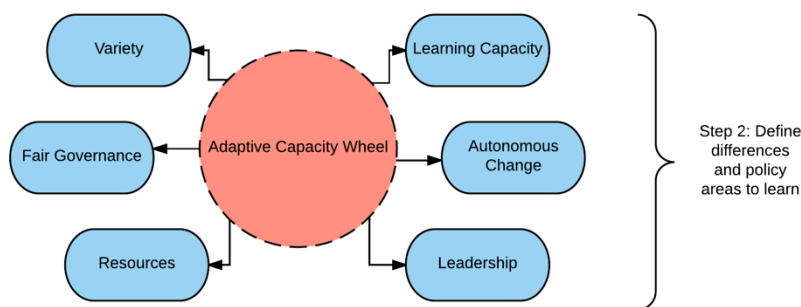 Variety
Learning Capacity
Fair Governance
Adaptive Capacity Wheel
Autonomous
Change
Step 2: Define
differences
and policy
areas to learn
Resources
Leadership